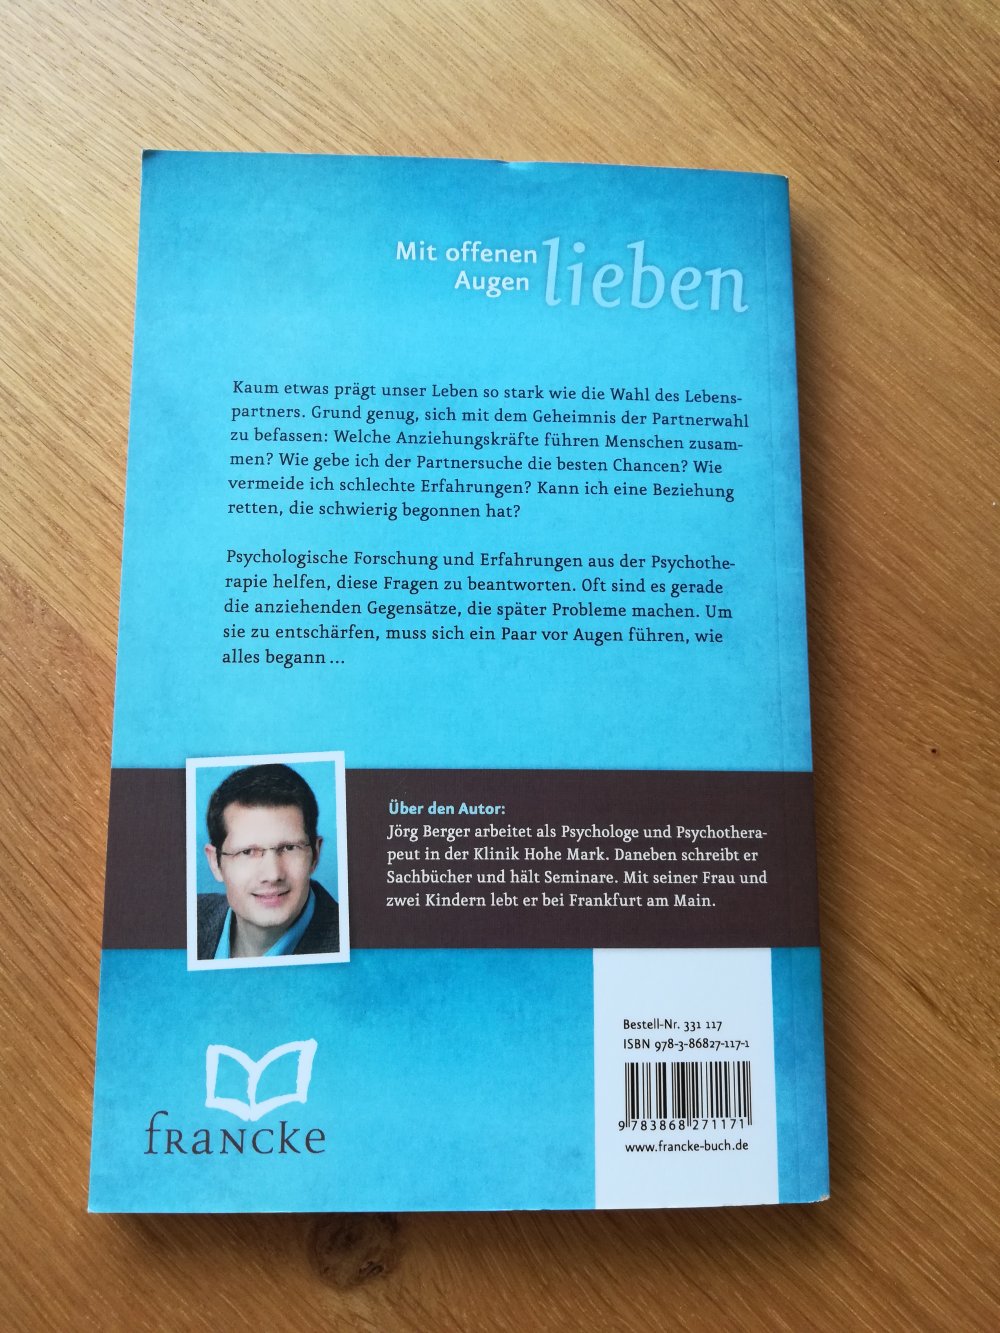 Mit offenen
Augen lieben
Kaum etwas prägt unser Leben so stark wie die Wahl des Lebens-
partners. Grund genug, sich mit dem Geheimnis der Partnerwahl
zu befassen: Welche Anziehungskräfte führen Menschen zusam-
men? Wie gebe ich der Partnersuche die besten Chancen? Wie
vermeide ich schlechte Erfahrungen? Kann ich eine Beziehung
retten, die schwierig begonnen hat?
Psychologische Forschung und Erfahrungen aus der Psychothe-
rapie helfen, diese Fragen zu beantworten. Oft sind es gerade
die anziehenden Gegensätze, die später Probleme machen. Um
sie zu entschärfen, muss sich ein Paar vor Augen führen, wie
alles begann ...
Über den Autor:
Jörg Berger arbeitet als Psychologe und Psychothera-
peut in der Klinik Hohe Mark. Daneben schreibt er
Sachbücher und hält Seminare. Mit seiner Frau und
zwei Kindern lebt er bei Frankfurt am Main.
Bestell-Nr. 331 117
ISBN 978-3-86827-117-1
9 783868 271171
www.francke-buch.de
francke